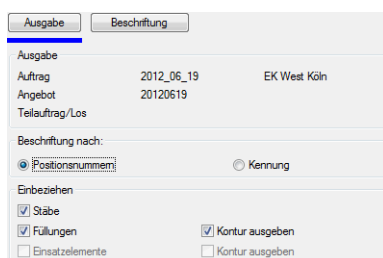 Ausgabe Beschriftung
Ausgabe
Auftrag 2012_06_19 EK West Köln
Angebot 20120619
Teilauftrag/Los
Beschriftung nach:
Positionsnummern Kennung
Einbeziehen
Stäbe
Füllungen Kontur ausgeben
Einsatzelemente Kontur ausgeben